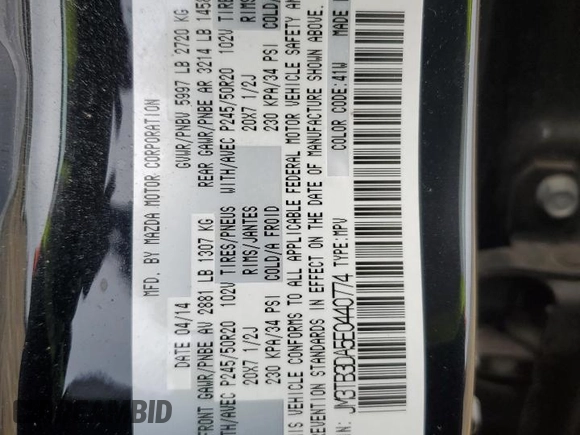 MFD. BY MAZDA MOTOR CORPORATION
DATE 04/14
GVWR/PNBV 5997 LB 2720 KG
FRONT GAWR/PNBE AV 2881 LB 1307 KG
REAR GAWR/PNBE AR 3214 LB
WITH/AVEC P245/50R20 102V TIRES/PNEUS
WITH/AVEC P245/50R20 102V
20X7 1/2J RIMS/JANTES
20X7 1/2J
230 KPA/34 PSI COLD/A FROID
230 KPA/34 PSI
TO ALL APPLICABLE FEDERAL MOTOR VEHICLE SAFETY
STANDARDS IN EFFECT ON THE DATE OF MANUFACTURE SHOWN ABOVE.
JM3TB3DA5E0440774 TYPE:MPV
COLOR CODE:41W
EPICBID